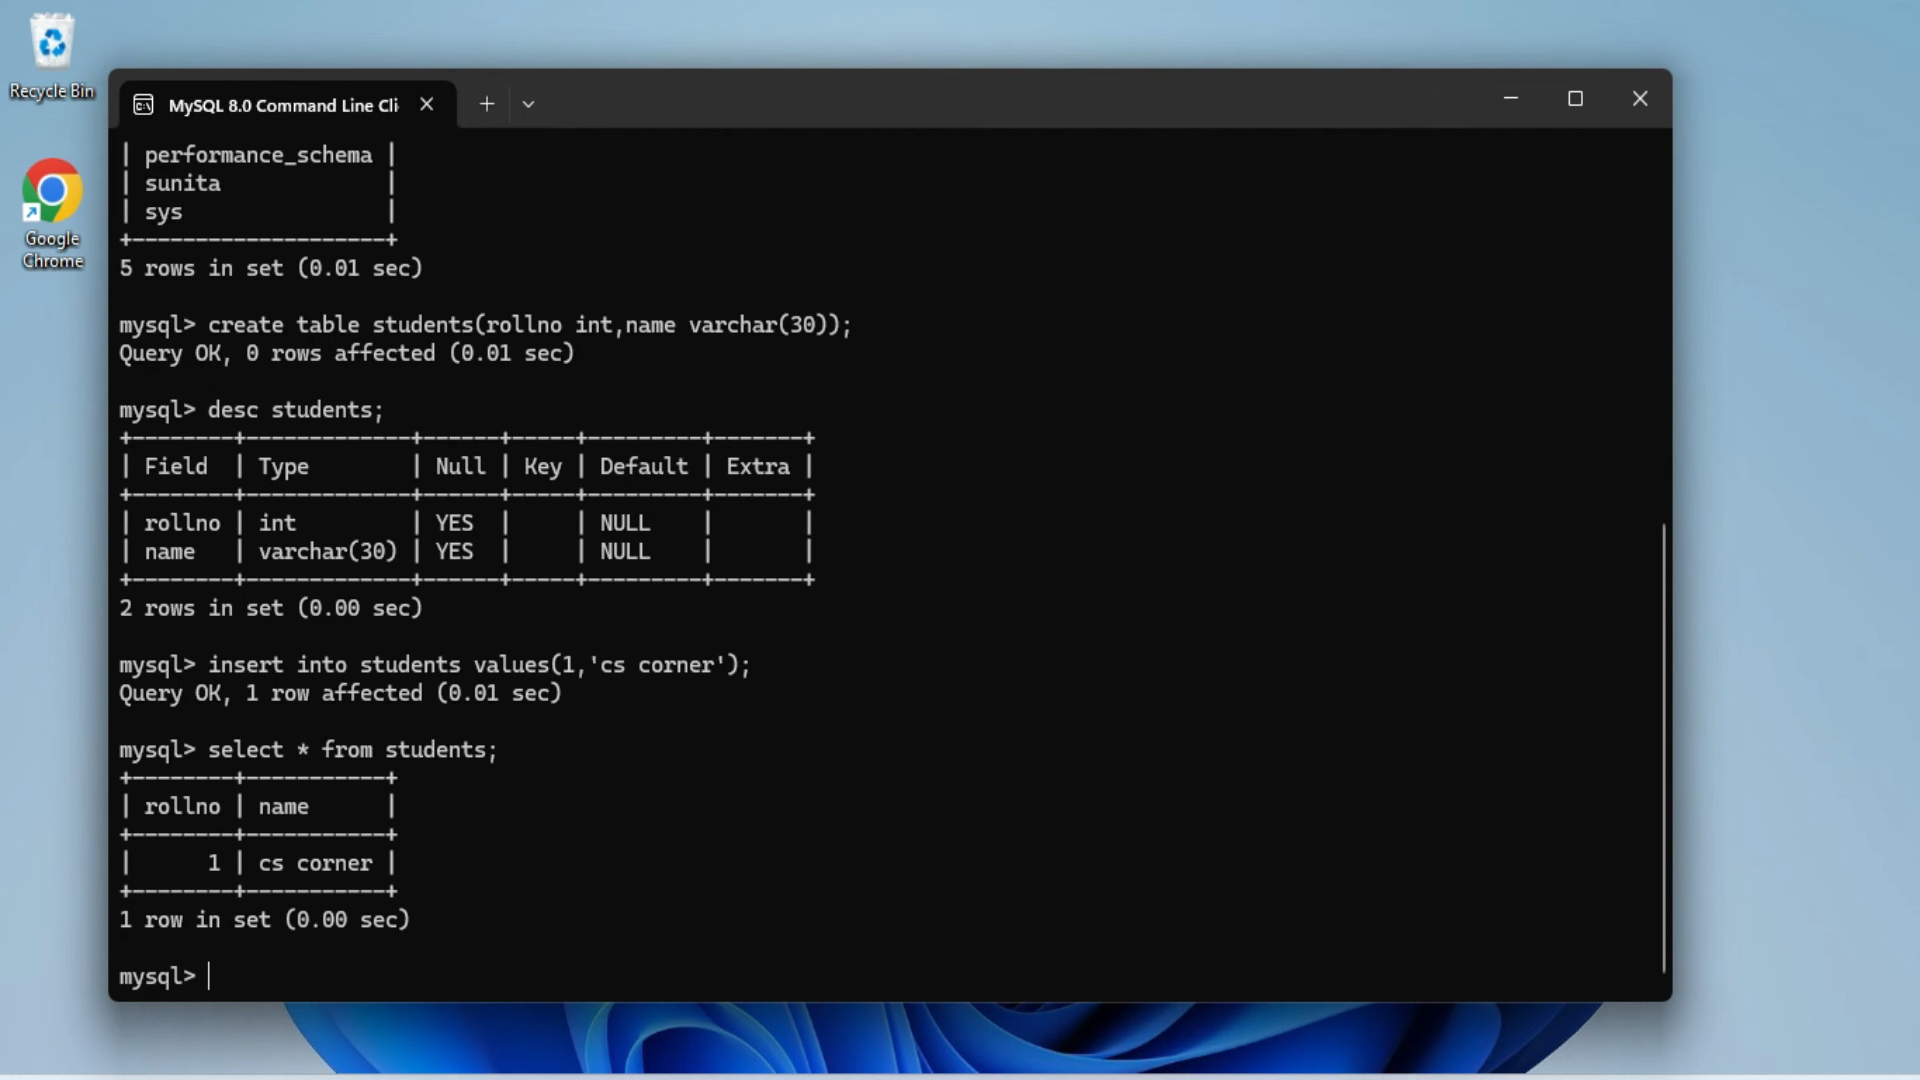 Recycle Bin
Google
Chrome
MySQL 8.0 Command Line Cli
| performance_schema |
| sunita             |
| sys                |
+--------------------+
5 rows in set (0.01 sec)
mysql> create table students(rollno int,name varchar(30));
Query OK, 0 rows affected (0.01 sec)
mysql> desc students;
+--------+-------------+------+-----+---------+-------+
| Field  | Type        | Null | Key | Default | Extra |
+--------+-------------+------+-----+---------+-------+
| rollno | int         | YES  |     | NULL    |       |
| name   | varchar(30) | YES  |     | NULL    |       |
+--------+-------------+------+-----+---------+-------+
2 rows in set (0.00 sec)
mysql> insert into students values(1,'cs corner');
Query OK, 1 row affected (0.01 sec)
mysql> select * from students;
+--------+-----------+
| rollno | name      |
+--------+-----------+
|      1 | cs corner |
+--------+-----------+
1 row in set (0.00 sec)
mysql>